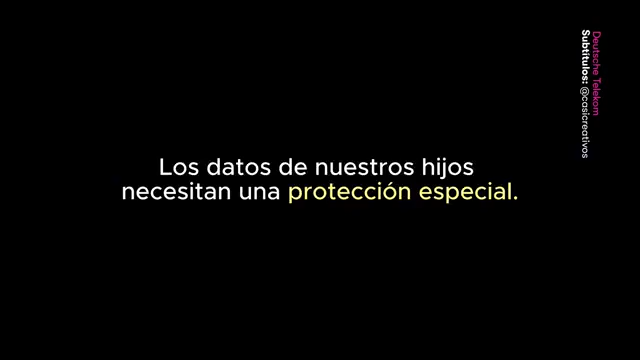 Los datos de nuestros hijos
necesitan una protección especial.
Deutsche Telekom
Subtítulos: @casicreativos